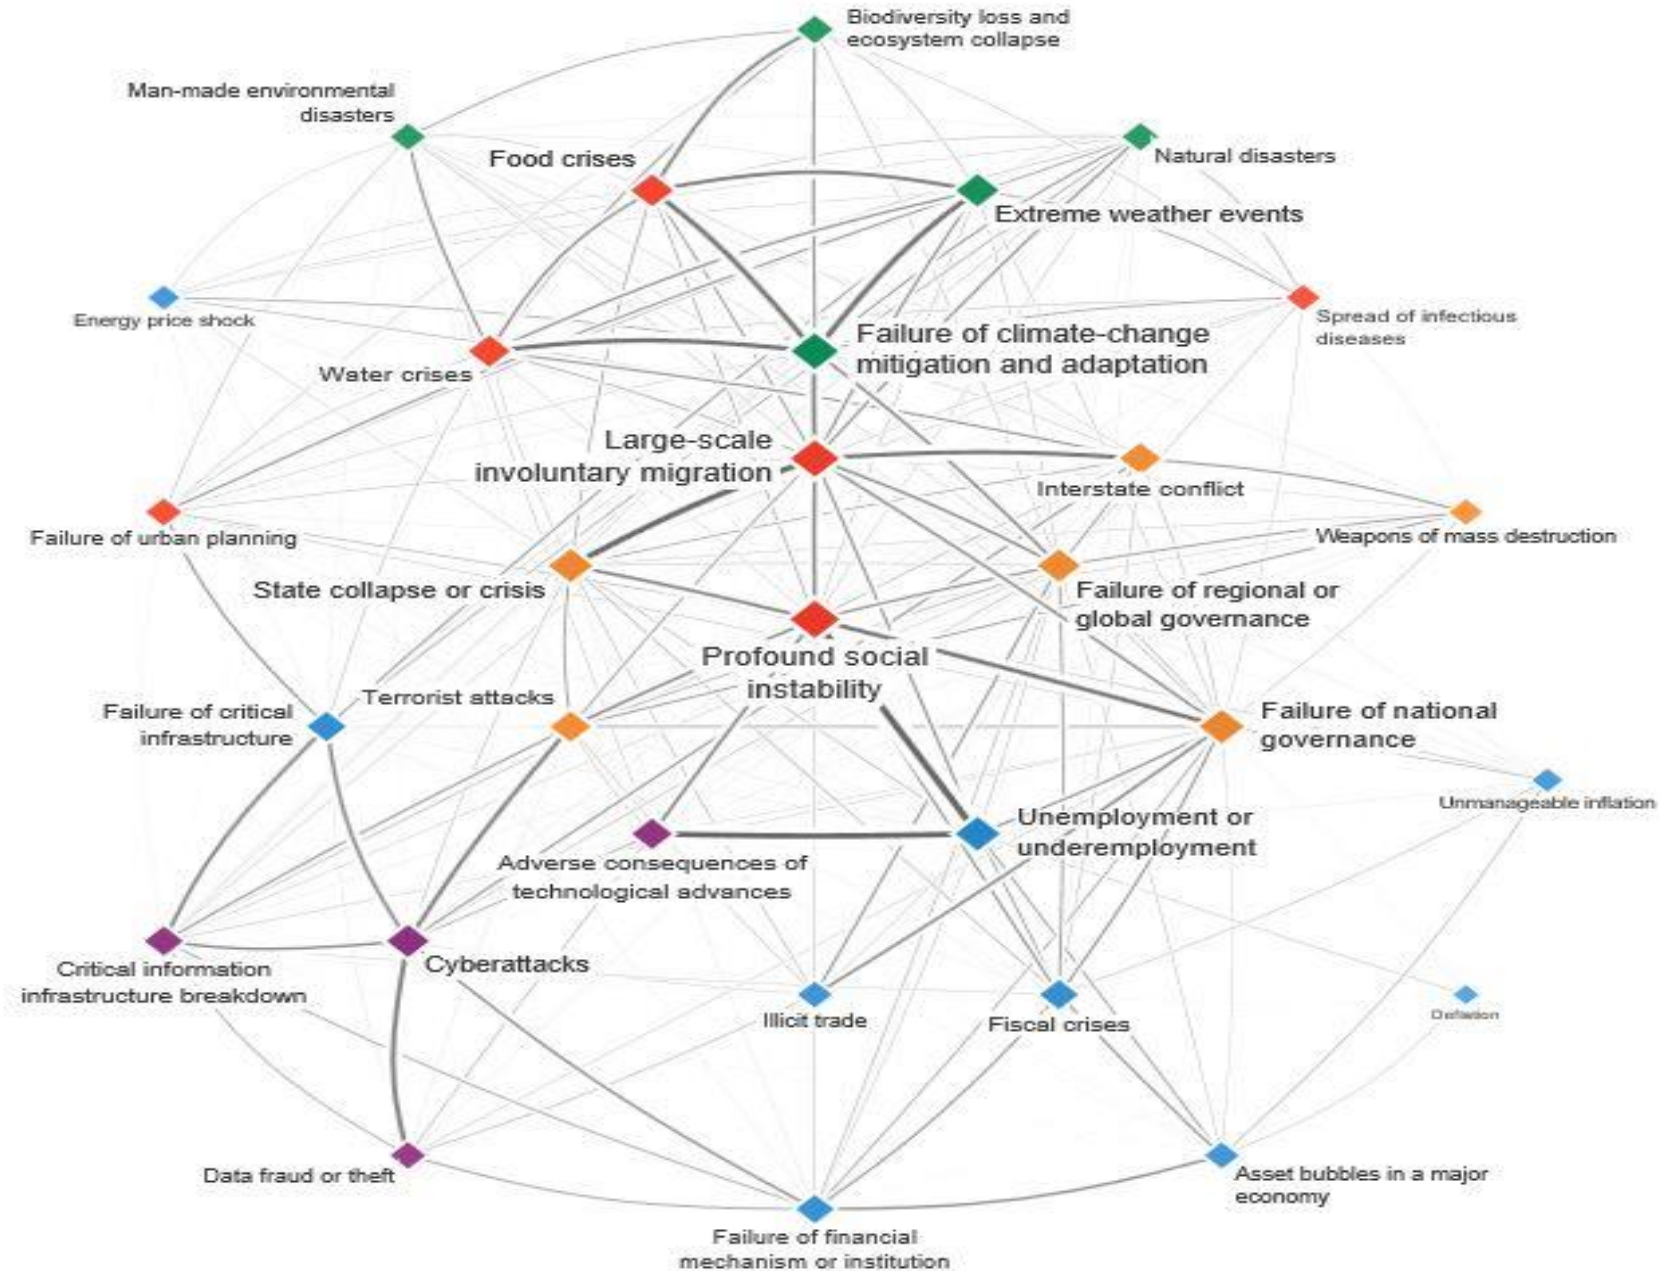 Biodiversity loss and
ecosystem collapse
Man-made environmental
disasters
Food crises
Natural disasters
Extreme weather events
Energy price shock
Spread of infectious
diseases
Water crises
Failure of climate-change
mitigation and adaptation
Large-scale
involuntary migration
Interstate conflict
Failure of urban planning
Weapons of mass destruction
State collapse or crisis
Failure of regional or
global governance
Profound social
instability
Terrorist attacks
Failure of critical
infrastructure
Failure of national
governance
Unmanageable inflation
Unemployment or
underemployment
Adverse consequences of
technological advances
Cyberattacks
Critical information
infrastructure breakdown
Illicit trade
Fiscal crises
Deflation
Data fraud or theft
Asset bubbles in a major
economy
Failure of financial
mechanism or institution